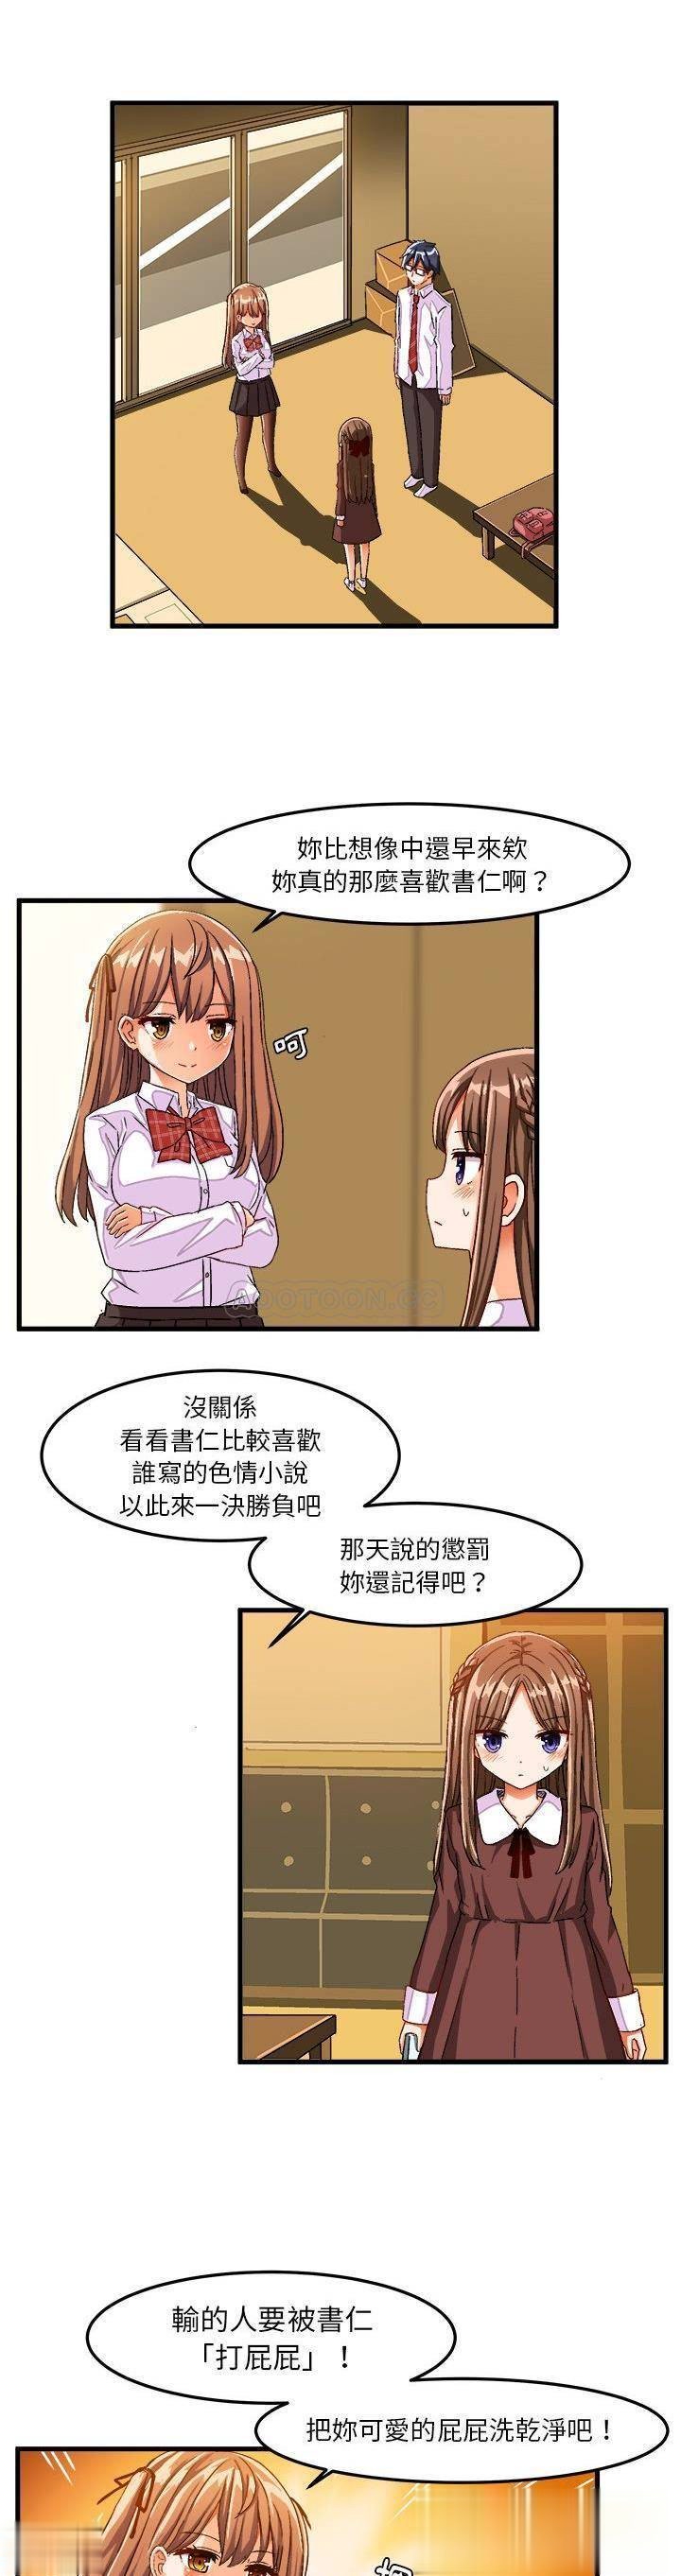 妳比想像中還早來欸
妳真的那麼喜歡書仁啊？
呵
AOOTOON.CC
沒關係
看看書仁比較喜歡
誰寫的色情小說
以此來一決勝負吧
那天說的懲罰
妳還記得吧？
輸的人要被書仁
「打屁屁」！
把妳可愛的屁屁洗乾淨吧！